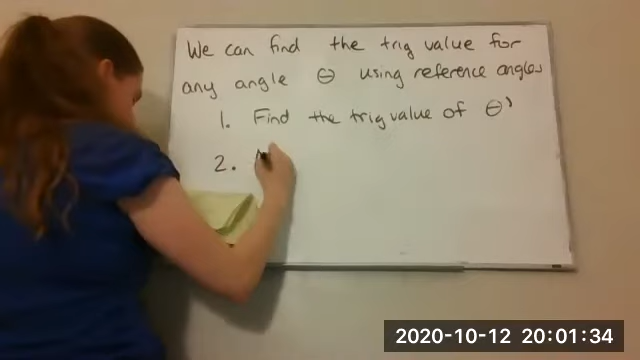 We can find the trig value for
any angle θ using reference angles
1. Find the trig value of θ'
2.
2020-10-12 20:01:34